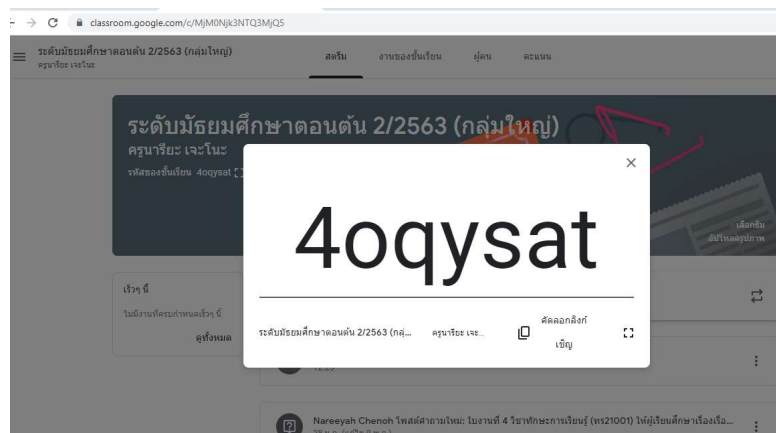 classroom.google.com/c/MjM0Njk3NTQ3MjQ5
ระดับมัธยมศึกษาตอนต้น 2/2563 (กลุ่มใหญ่)
ครูนารียะ เจะโนะ
สตรีม
งานของชั้นเรียน
ผู้คน
คะแนน
ระดับมัธยมศึกษาตอนต้น 2/2563 (กลุ่มใหญ่)
ครูนารียะ เจะโนะ
รหัสของชั้นเรียน 4oqysat
เลือกธีม
อัปโหลดรูปภาพ
4oqysat
ระดับมัธยมศึกษาตอนต้น 2/2563 (กลุ่...
ครูนารียะ เจะ...
คัดลอกลิงก์
เชิญ
เร็วๆ นี้
ไม่มีงานที่ครบกำหนดเร็วๆ นี้
ดูทั้งหมด
Nareeyah Chenoh โพสต์คำถามใหม่: ใบงานที่ 4 วิชาทักษะการเรียนรู้ (ทร21001) ให้ผู้เรียนศึกษาเรื่องเรื่อ...